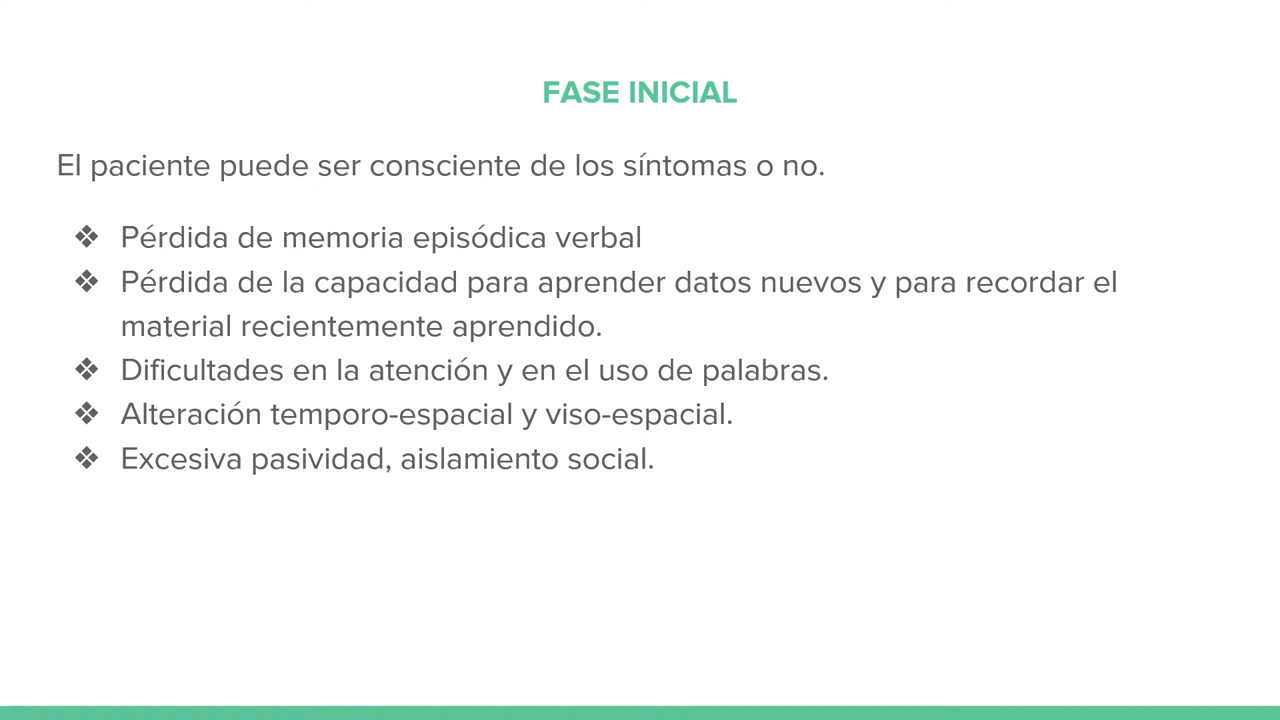 FASE INICIAL
El paciente puede ser consciente de los síntomas o no.
❖ Pérdida de memoria episódica verbal
❖ Pérdida de la capacidad para aprender datos nuevos y para recordar el
material recientemente aprendido.
❖ Dificultades en la atención y en el uso de palabras.
❖ Alteración temporo-espacial y viso-espacial.
❖ Excesiva pasividad, aislamiento social.